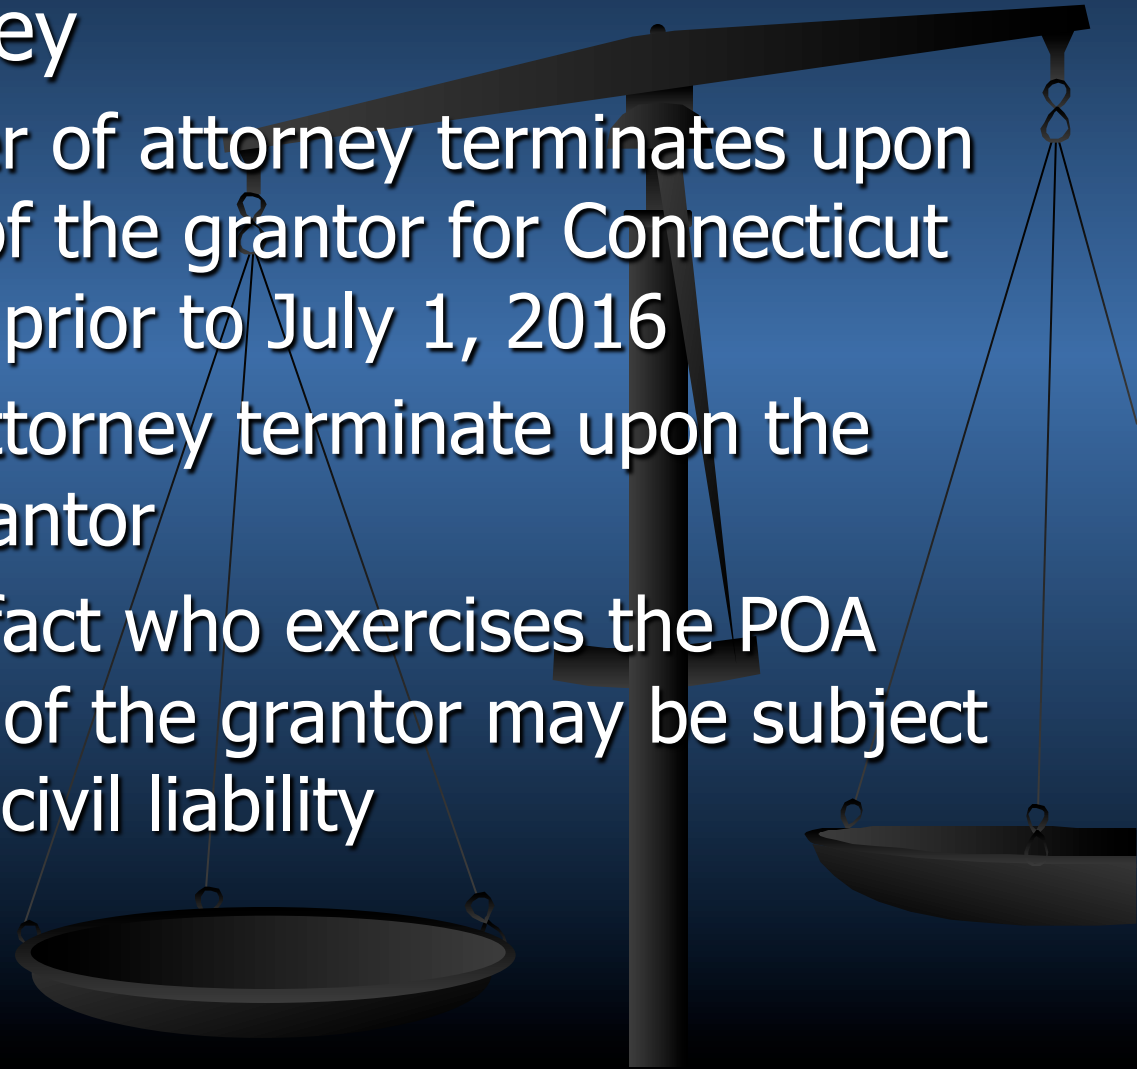 ey
r of attorney terminates upon
of the grantor for Connecticut
prior to July 1, 2016
ttorney terminate upon the
antor
fact who exercises the POA
of the grantor may be subject
civil liability